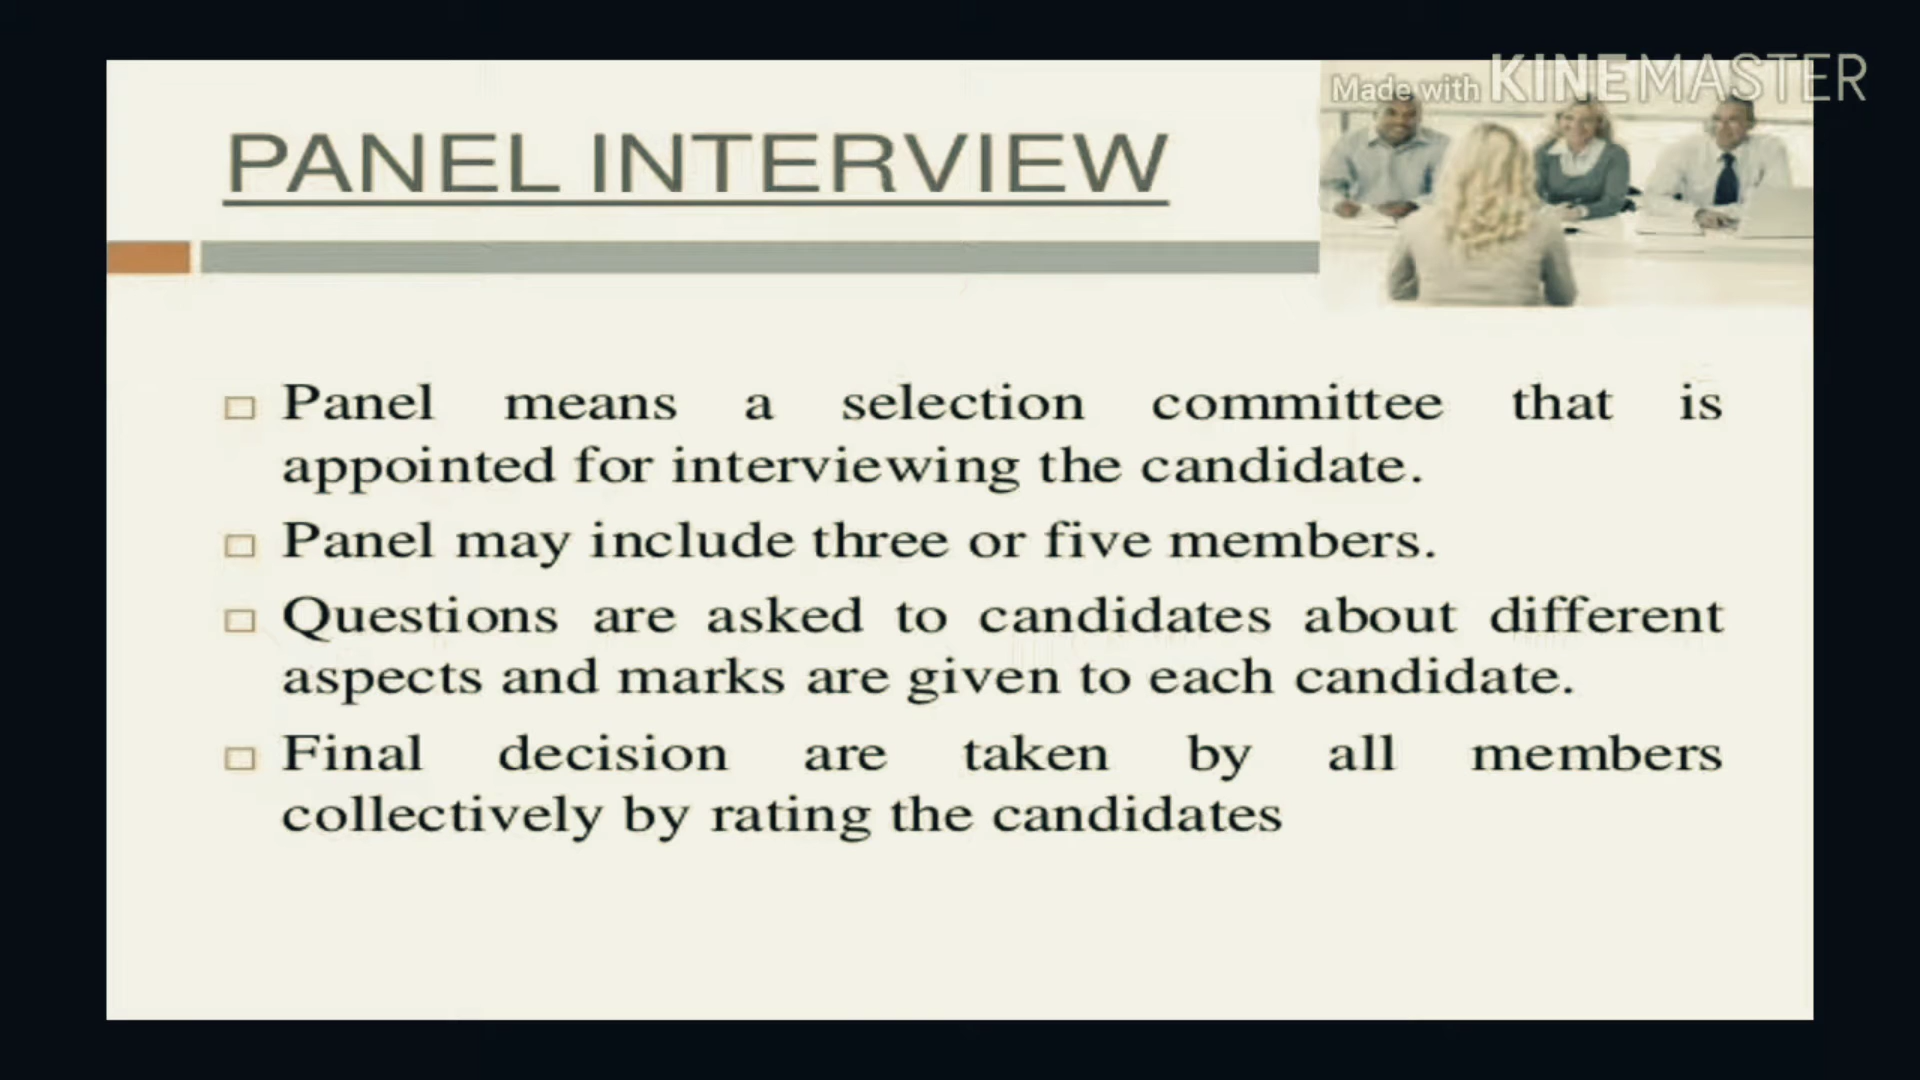 Made with KINEMASTER
PANEL INTERVIEW
Panel means a selection committee that is
appointed for interviewing the candidate.
Panel may include three or five members.
Questions are asked to candidates about different
aspects and marks are given to each candidate.
Final decision are taken by all members
collectively by rating the candidates